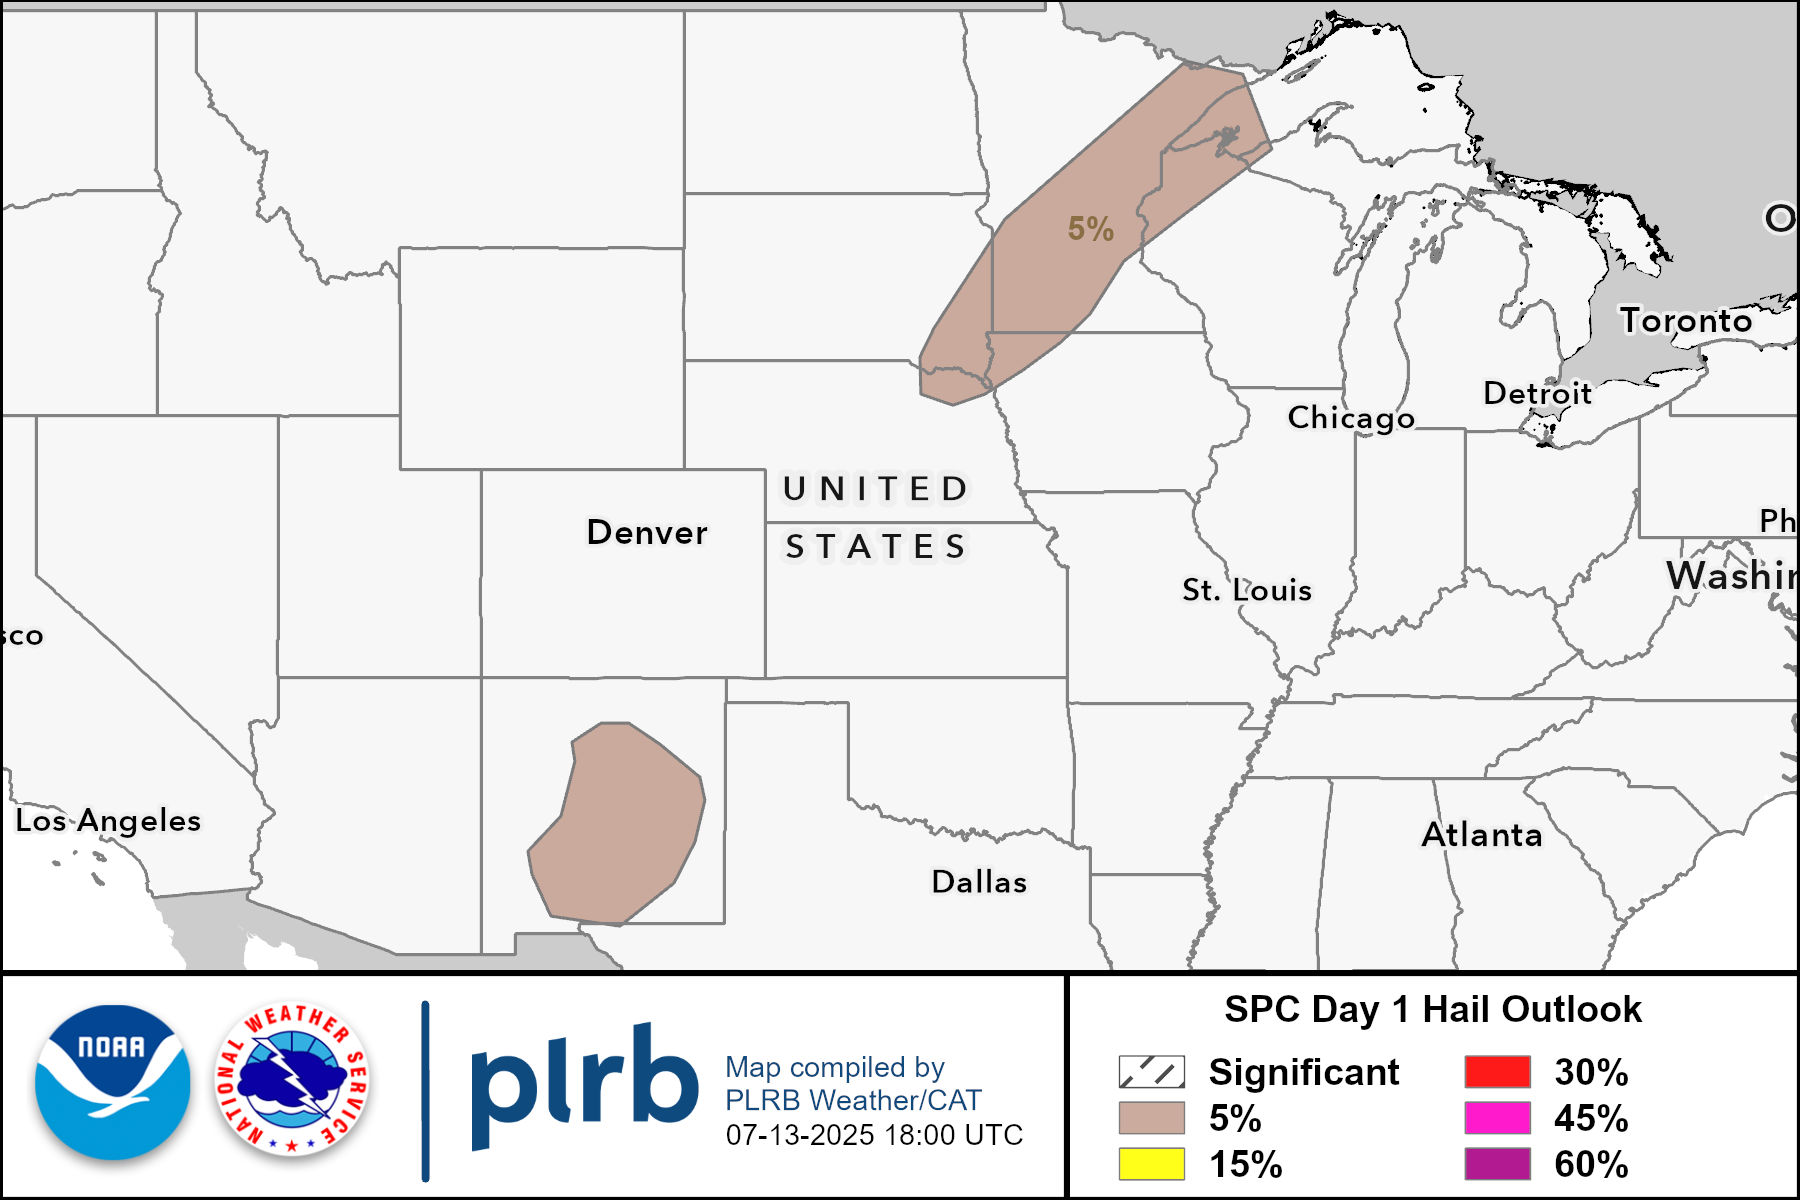 5%
O
Toronto
Detroit
Chicago
UNITED
STATES
Denver
Ph
Washin
St. Louis
sco
Los Angeles
Atlanta
Dallas
NOAA
NATIONAL WEATHER SERVICE
plrb
Map compiled by
PLRB Weather/CAT
07-13-2025 18:00 UTC
SPC Day 1 Hail Outlook
Significant
5%
15%
30%
45%
60%